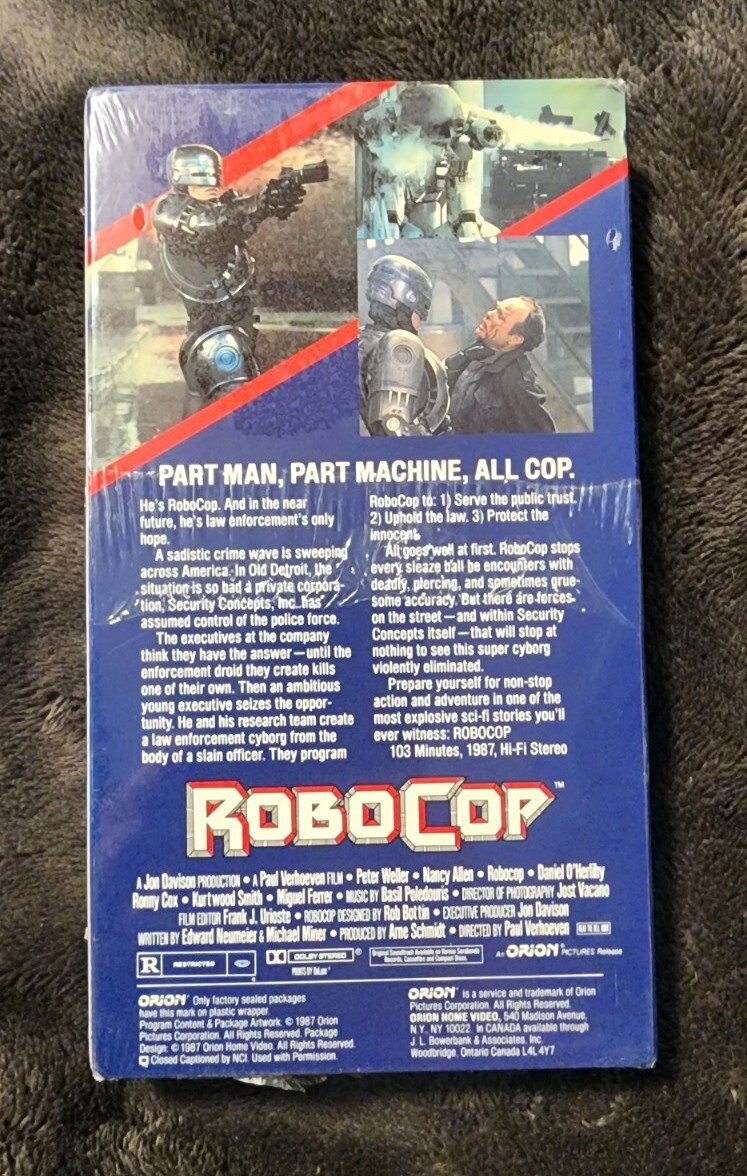 PART MAN, PART MACHINE, ALL COP.
He's RoboCop. And in the near
future, he's law enforcement's only
hope.
A sadistic crime wave is sweeping
across America. In Old Detroit, the
situation is so bad a private corpora-
tion, Security Concepts, Inc. has
assumed control of the police force.
The executives at the company
think they have the answer—until the
enforcement droid they create kills
one of their own. Then an ambitious
young executive seizes the oppor-
tunity. He and his research team create
a law enforcement cyborg from the
body of a slain officer. They program
RoboCop to: 1) Serve the public trust.
2) Uphold the law. 3) Protect the
innocent.
All goes well at first. RoboCop stops
every sleaze ball he encounters with
deadly, piercing, and sometimes grue-
some accuracy. But there are forces
on the street—and within Security
Concepts itself—that will stop at
nothing to see this super cyborg
violently eliminated.
Prepare yourself for non-stop
action and adventure in one of the
most explosive sci-fi stories you'll
ever witness: ROBOCOP
103 Minutes, 1987, Hi-Fi Stereo
ROBOCOP™
A Jon Davison PRODUCTION • A Paul Verhoeven FILM • Peter Weller • Nancy Allen • Robocop • Daniel O'Herlihy
Ronny Cox • Kurtwood Smith • Miguel Ferrer • MUSIC BY Basil Poledouris • DIRECTOR OF PHOTOGRAPHY Jost Vacano
FILM EDITOR Frank J. Urioste • ROBOCOP DESIGNED BY Rob Bottin • EXECUTIVE PRODUCER Jon Davison
WRITTEN BY Edward Neumeier & Michael Miner • PRODUCED BY Arne Schmidt • DIRECTED BY Paul Verhoeven
R RESTRICTED
DOLBY STEREO ®
PRINTS BY DeLuxe®
Original Soundtrack Available on Varese Sarabande
Records, Cassettes and Compact Discs.
An ORION® PICTURES Release
ORION® Only factory sealed packages
have this mark on plastic wrapper.
Program Content & Package Artwork: © 1987 Orion
Pictures Corporation. All Rights Reserved. Package
Design: © 1987 Orion Home Video. All Rights Reserved.
Closed Captioned by NCI. Used with Permission.
ORION® is a service and trademark of Orion
Pictures Corporation. All Rights Reserved.
ORION HOME VIDEO, 540 Madison Avenue,
N.Y., N.Y. 10022. In CANADA available through
J. L. Bowerbank & Associates, Inc.
Woodbridge, Ontario Canada L4L 4Y7